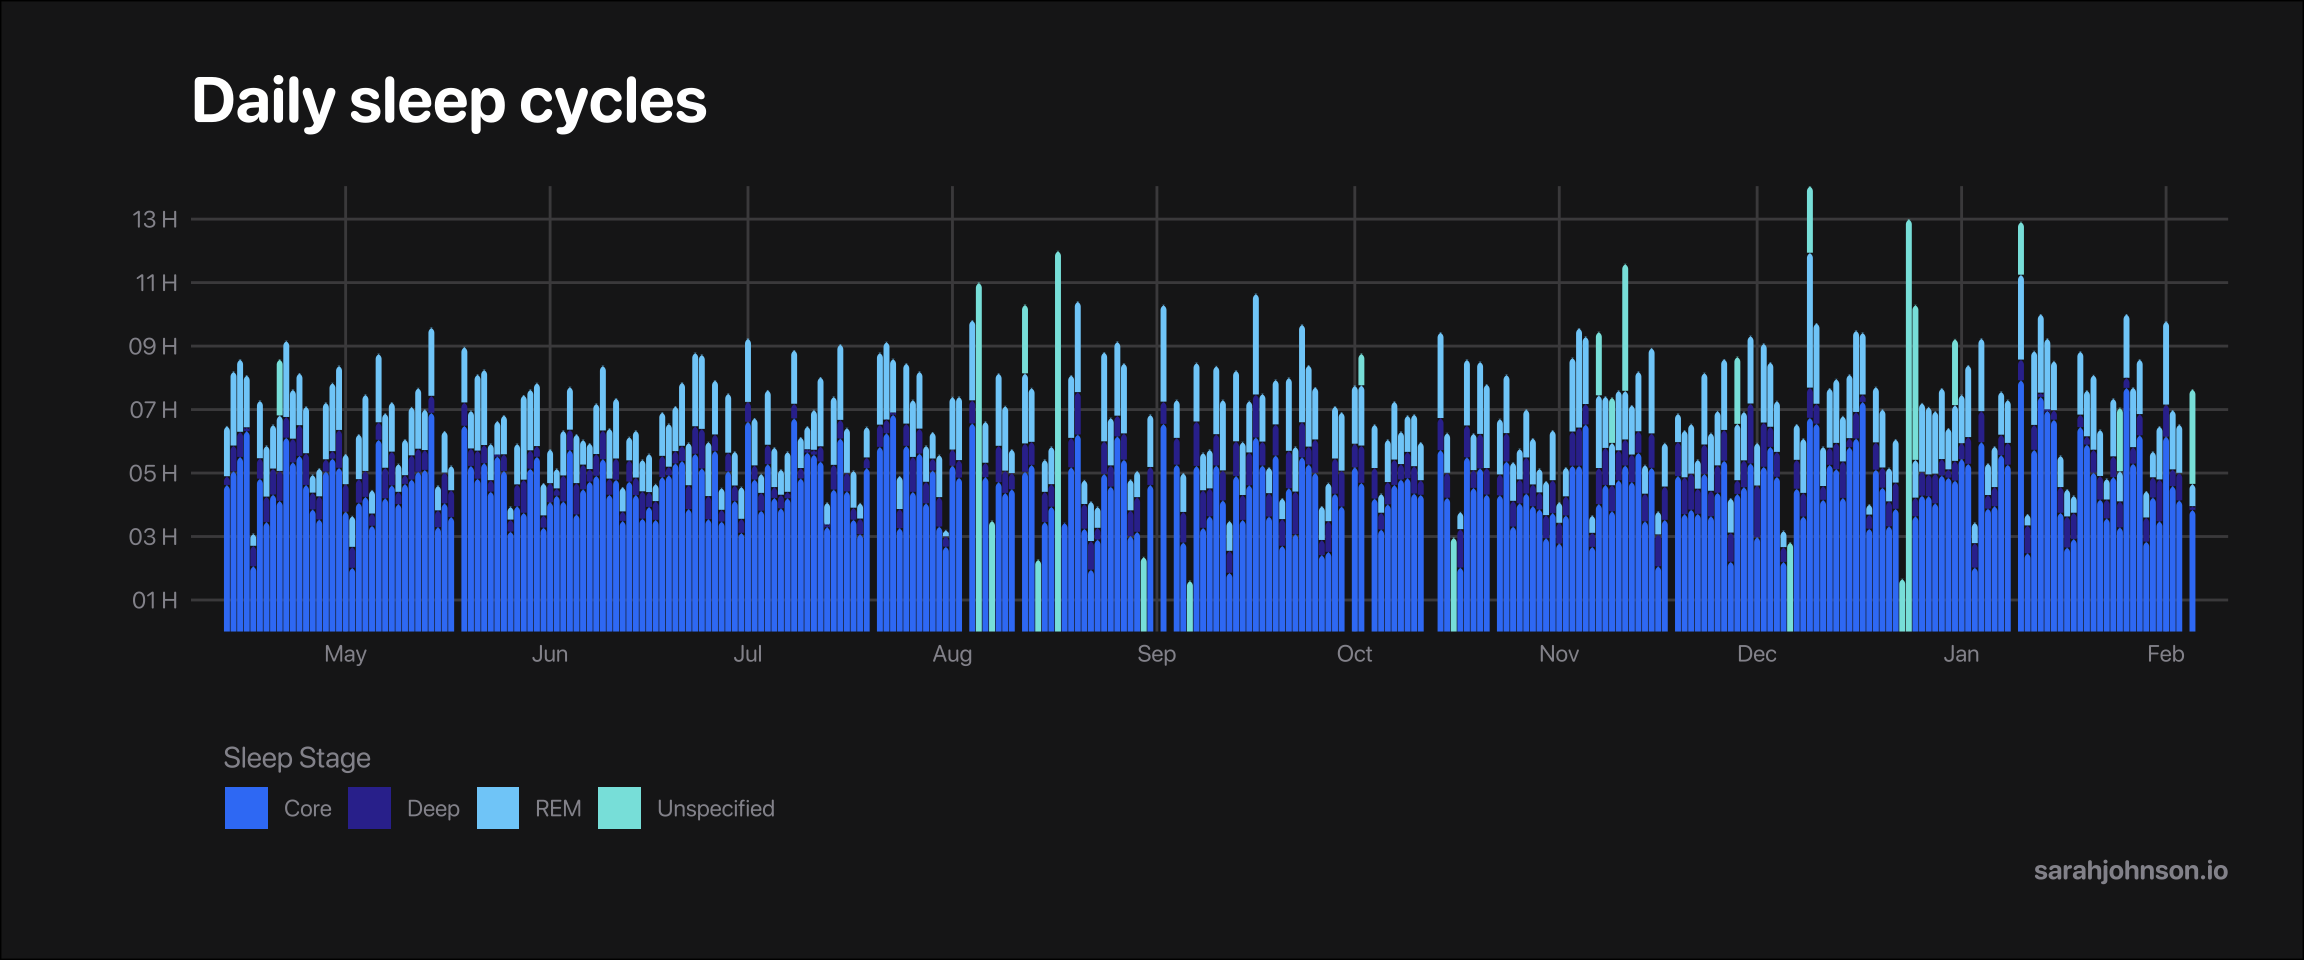 Daily sleep cycles
13 H
11 H
09 H
07 H
05 H
03 H
01 H
May Jun Jul Aug Sep Oct Nov Dec Jan Feb
Sleep Stage
Core Deep REM Unspecified
sarahjohnson.io